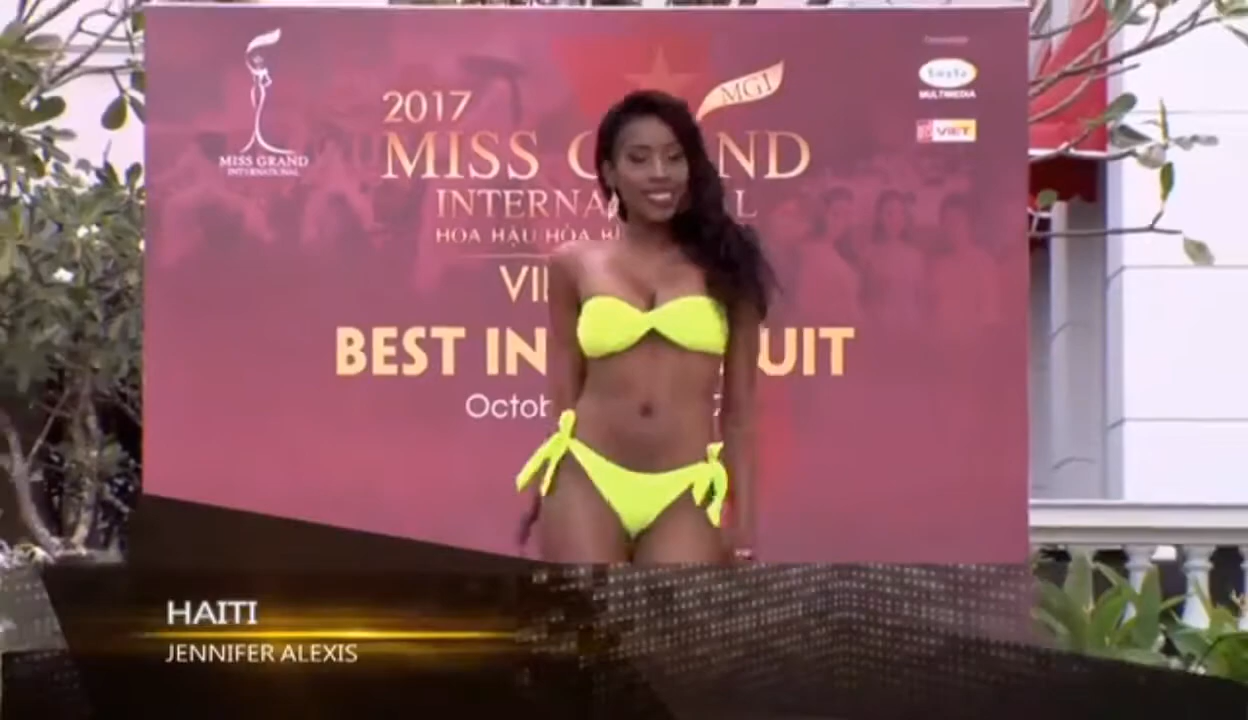 MISS GRAND
INTERNATIONAL
2017
MGI
MISS G ND
INTERNA L
HOA HẬU HÒA B
VI
BEST IN UIT
Octob 7
MULTIMEDIA
VIET
HAITI
JENNIFER ALEXIS